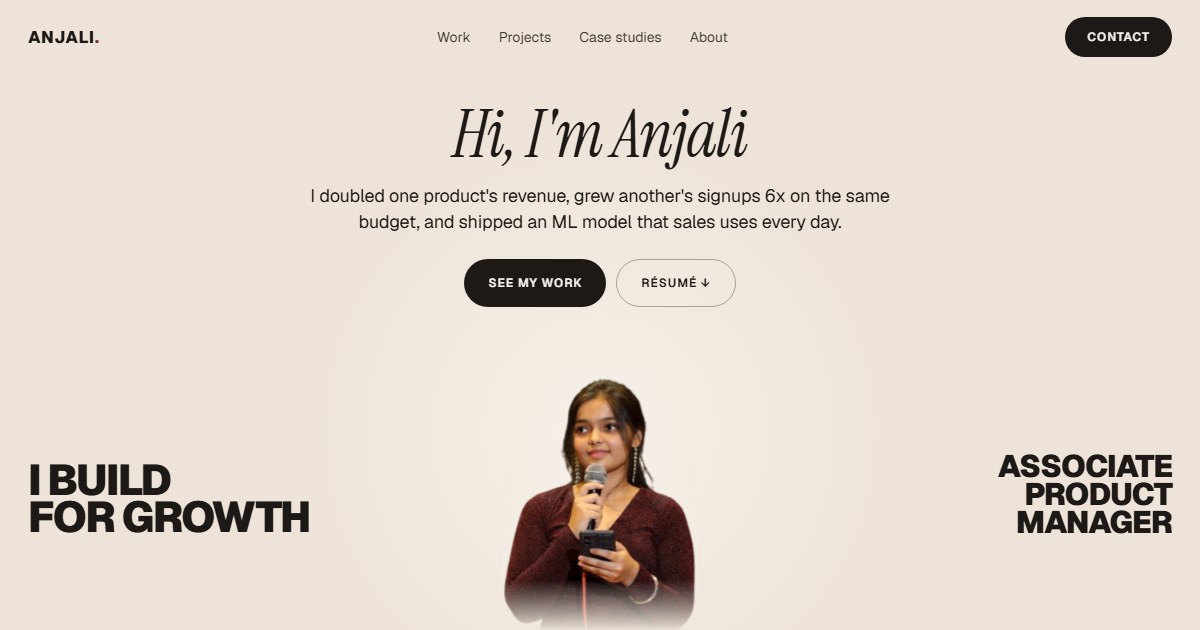 ANJALI.
Work
Projects
Case studies
About
CONTACT
Hi, I'm Anjali
I doubled one product's revenue, grew another's signups 6x on the same
budget, and shipped an ML model that sales uses every day.
SEE MY WORK
RÉSUMÉ ↓
I BUILD
FOR GROWTH
ASSOCIATE
PRODUCT
MANAGER